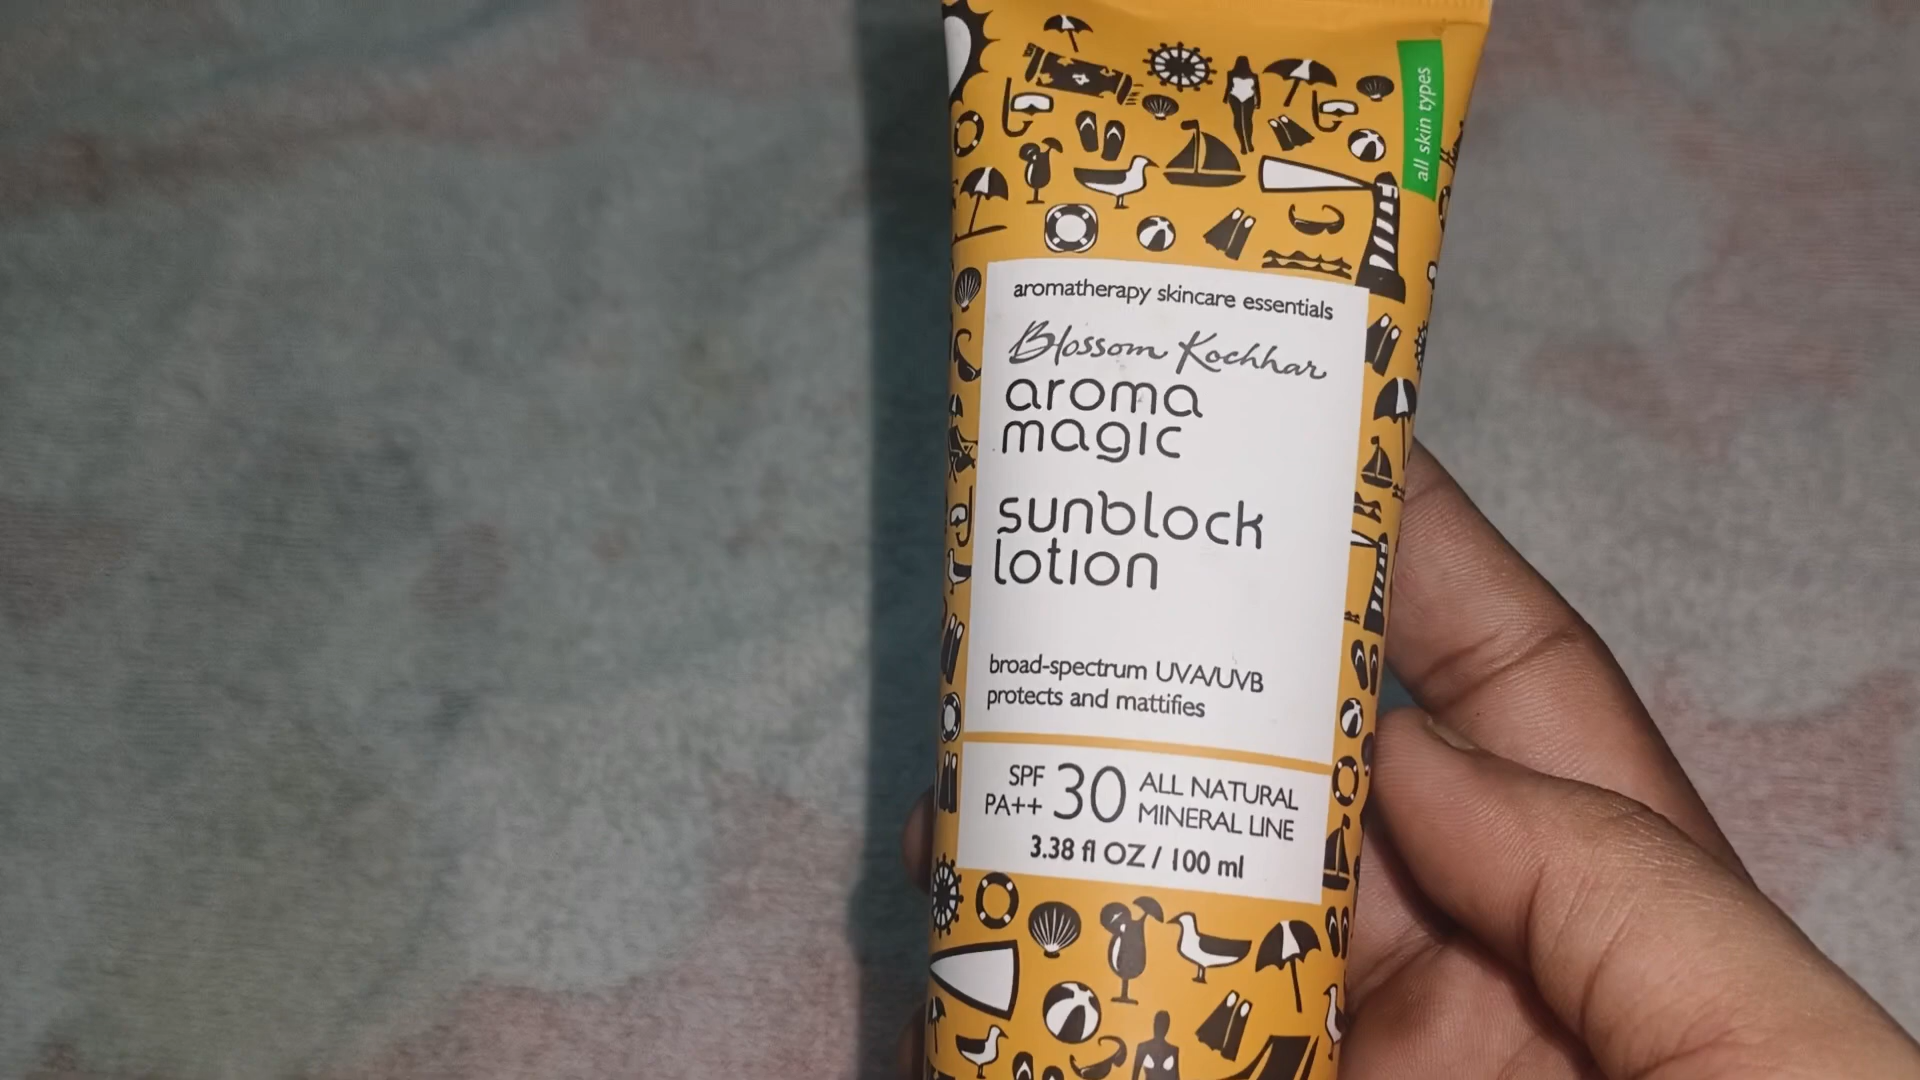 all skin types
aromatherapy skincare essentials
Blossom Kochhar
aroma
magic
sunblock
lotion
broad-spectrum UVA/UVB
protects and mattifies
SPF 30 ALL NATURAL
PA++ MINERAL LINE
3.38 fl OZ / 100 ml